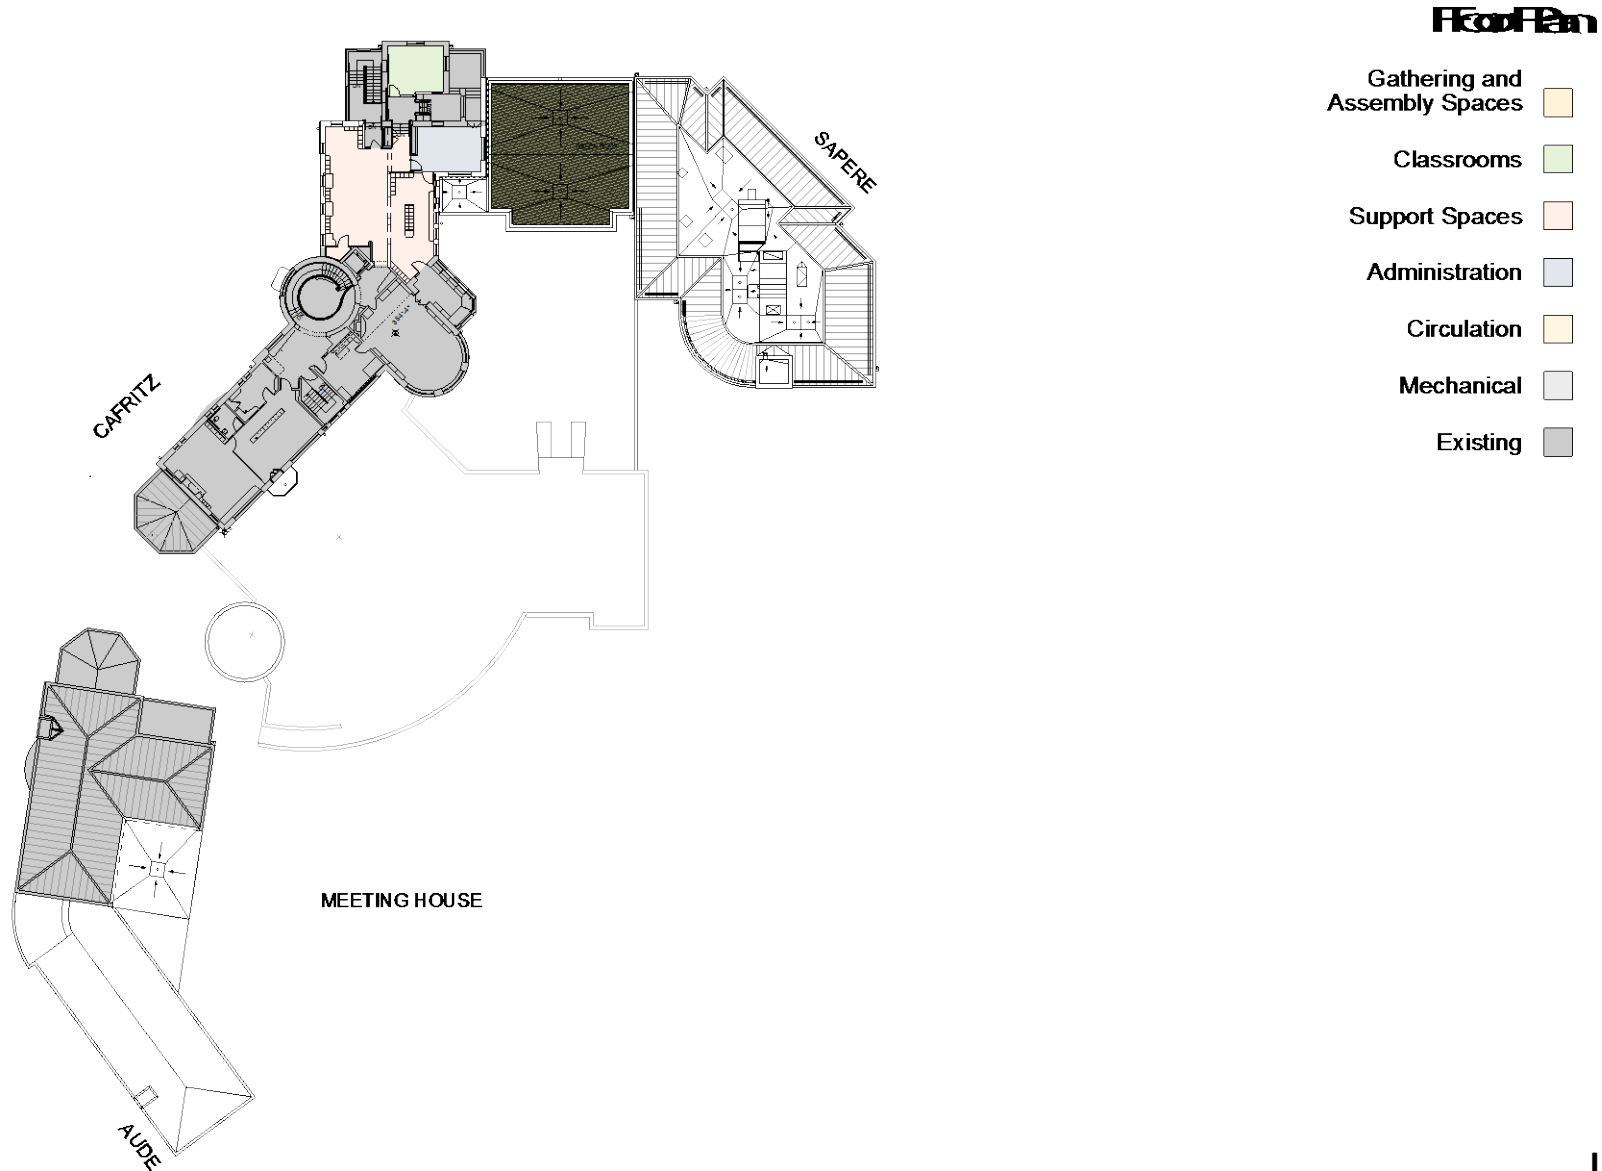 Gathering and
Assembly Spaces
Classrooms
Support Spaces
Administration
Circulation
Mechanical
Existing
SAPERE
CAFRITZ
MEETING HOUSE
AUDE